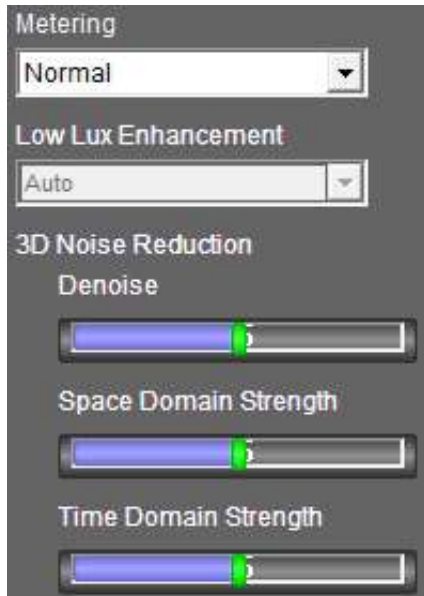 Metering
Normal
Low Lux Enhancement
Auto
3D Noise Reduction
Denoise
Space Domain Strength
Time Domain Strength